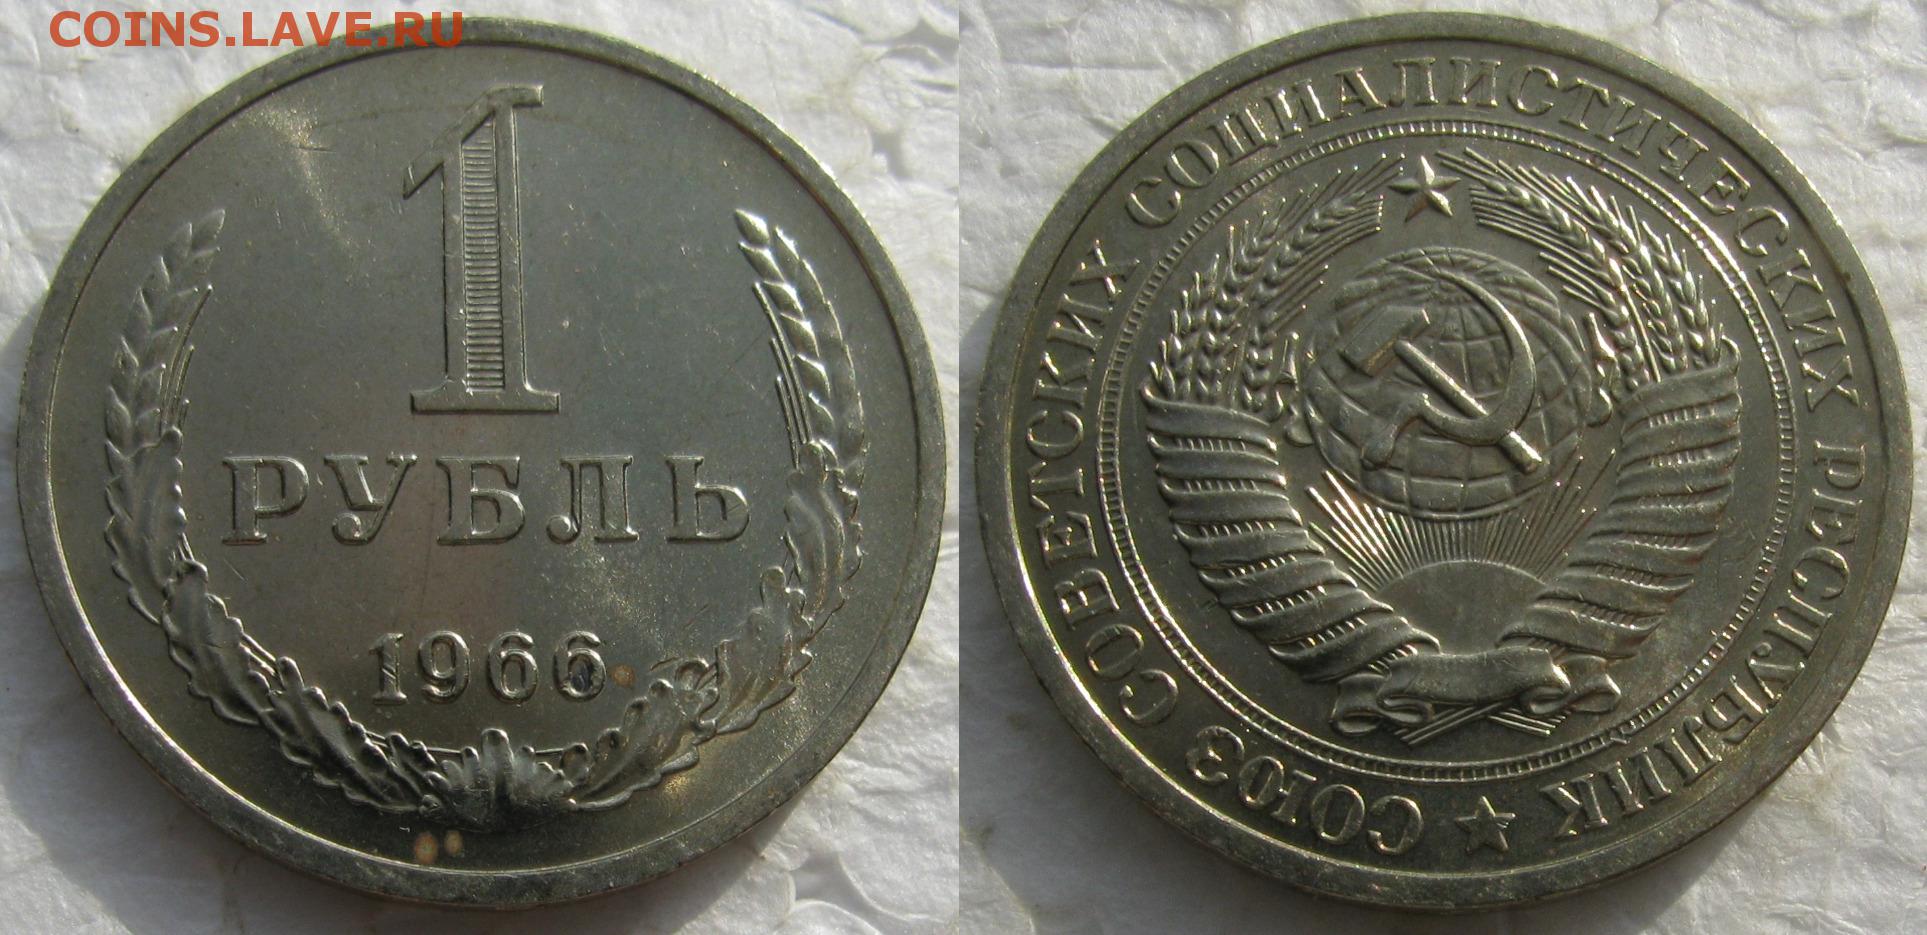 COINS.LAVE.RU
1
РУБЛЬ
1966
СОЮЗ СОВЕТСКИХ СОЦИАЛИСТИЧЕСКИХ РЕСПУБЛИК